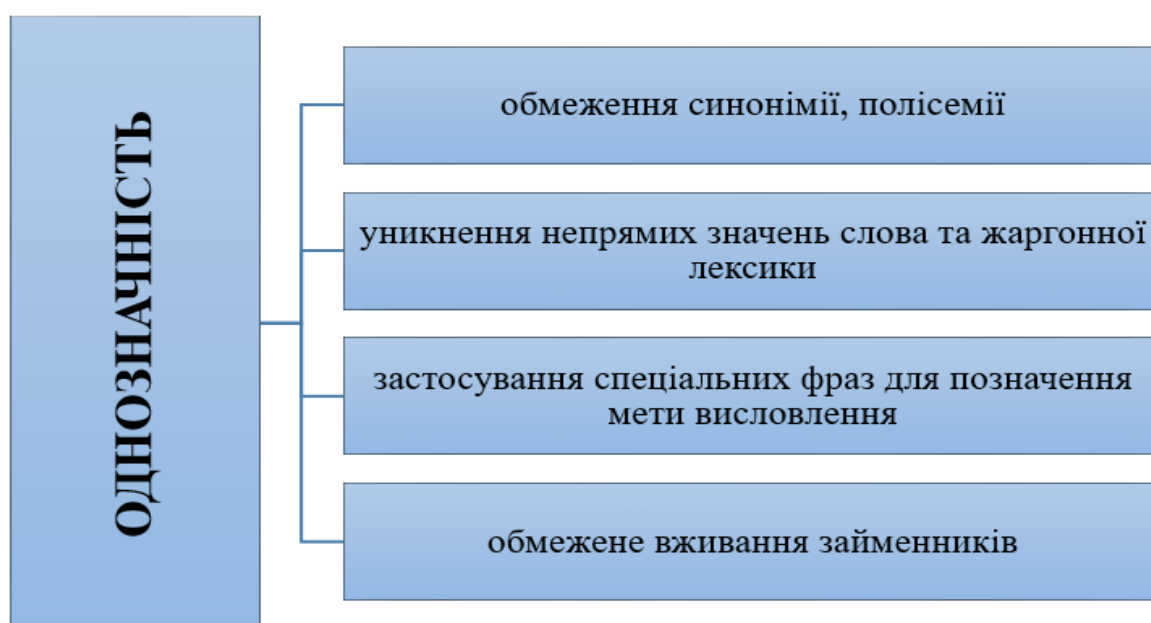 ОДНОЗНАЧНІСТЬ
обмеження синонімії, полісемії
уникнення непрямих значень слова та жаргонної
лексики
застосування спеціальних фраз для позначення
мети висловлення
обмежене вживання займенників